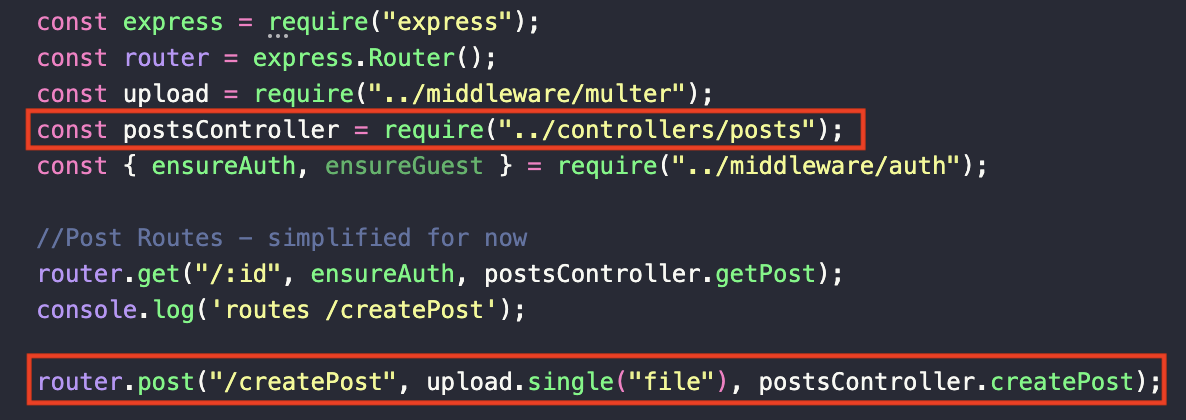 const express = require("express");
const router = express.Router();
const upload = require("../middleware/multer");
const postsController = require("../controllers/posts");
const { ensureAuth, ensureGuest } = require("../middleware/auth");
//Post Routes - simplified for now
router.get("/:id", ensureAuth, postsController.getPost);
console.log('routes /createPost');
router.post("/createPost", upload.single("file"), postsController.createPost);